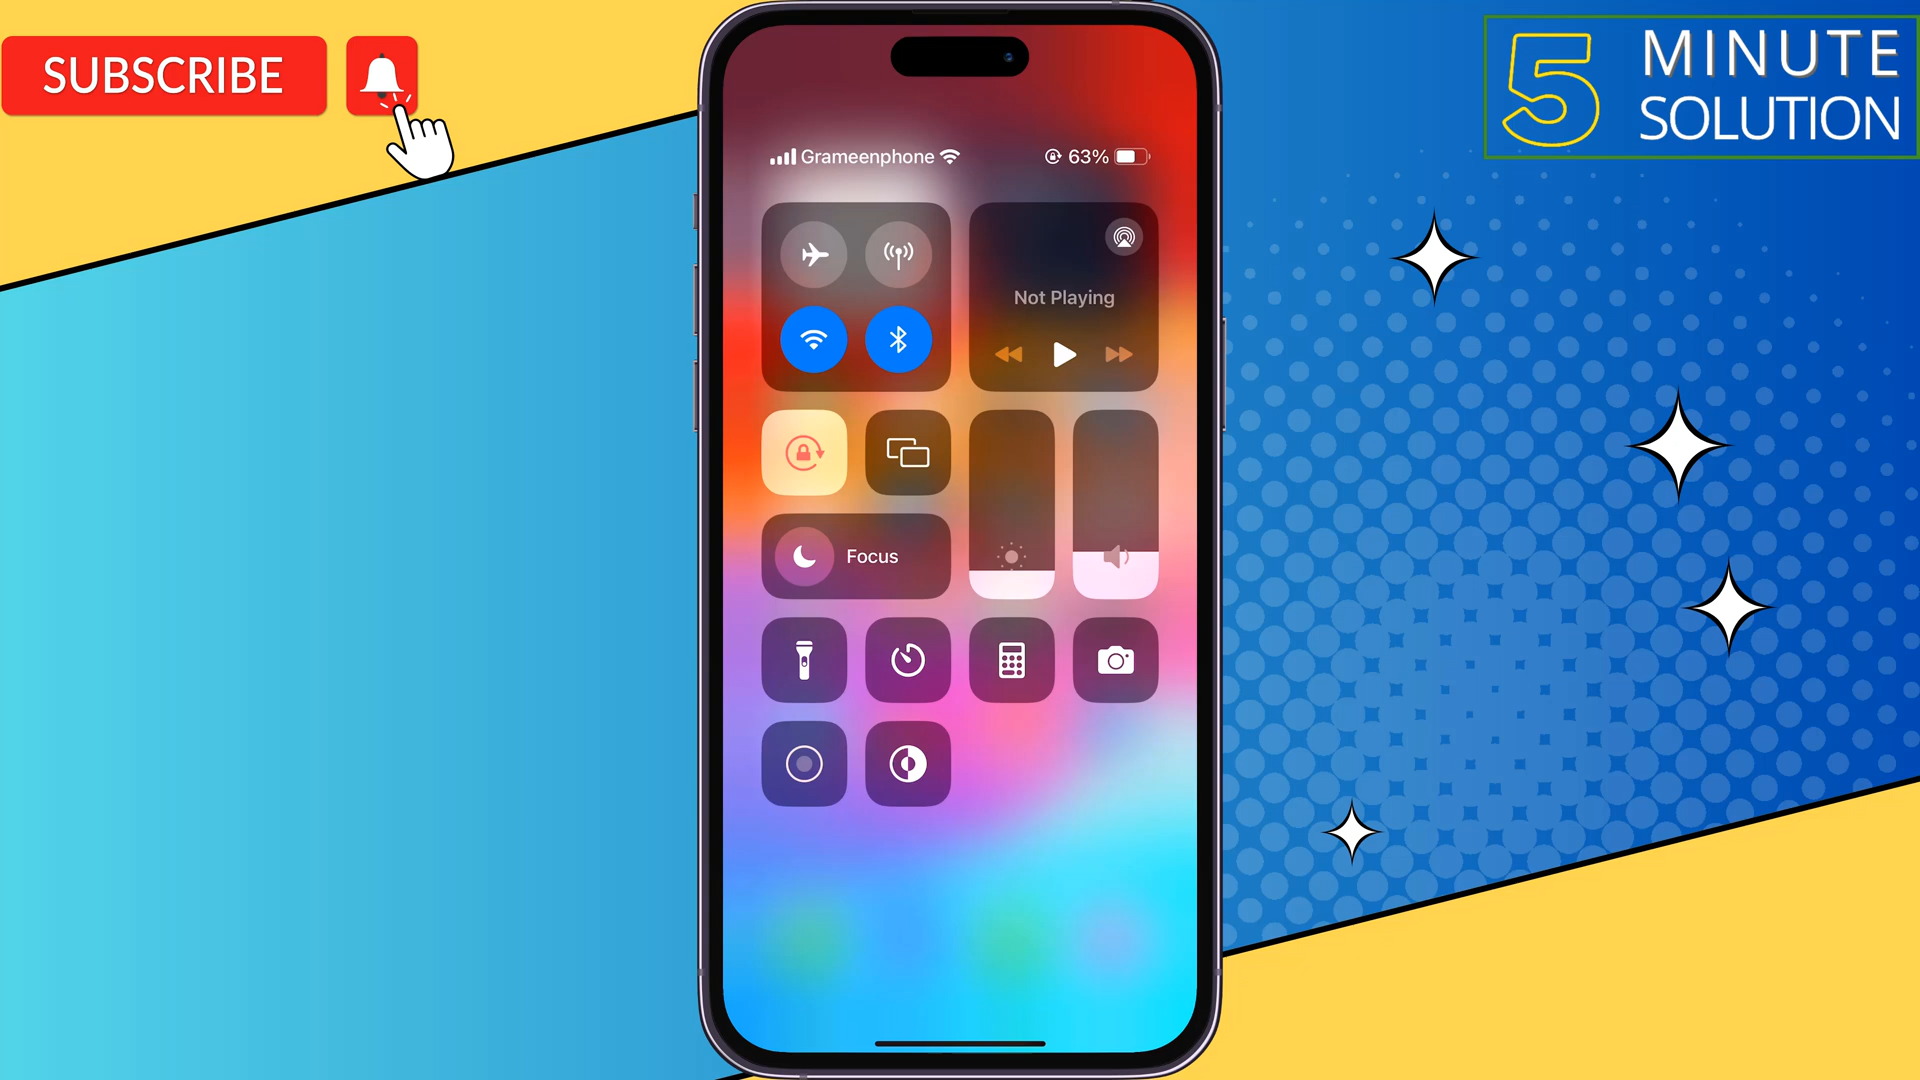 SUBSCRIBE
5 MINUTE
SOLUTION
Grameenphone 63%
Not Playing
Focus